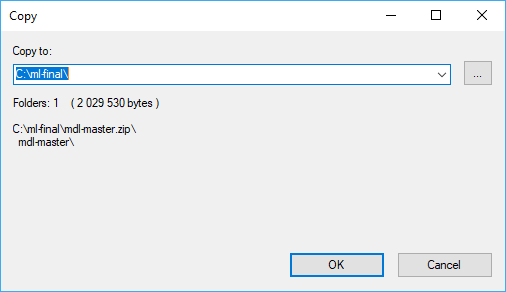 Copy
Copy to:
C:\ml-final\
...
Folders: 1 ( 2 029 530 bytes )
C:\ml-final\mdl-master.zip\
mdl-master\
OK
Cancel